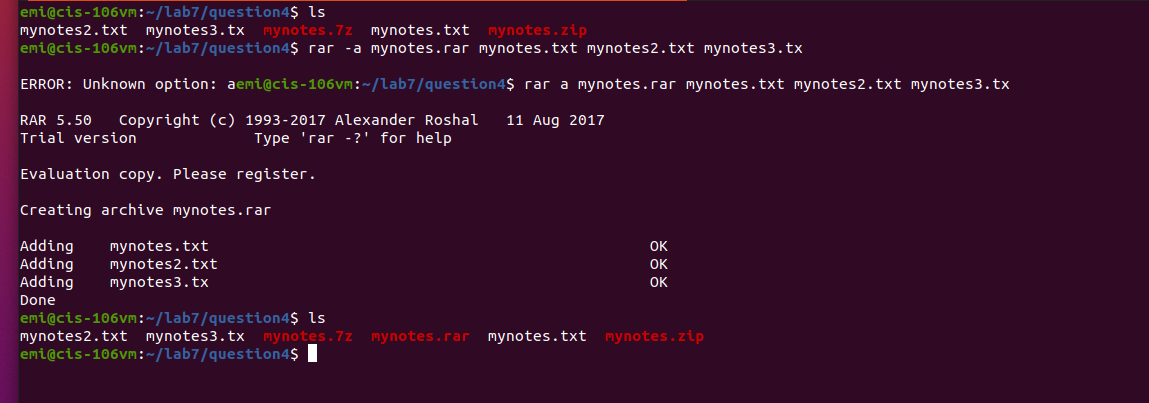 emi@cis-106vm:~/lab7/question4$ ls
mynotes2.txt  mynotes3.tx  mynotes.7z  mynotes.txt  mynotes.zip
emi@cis-106vm:~/lab7/question4$ rar -a mynotes.rar mynotes.txt mynotes2.txt mynotes3.tx
ERROR: Unknown option: aemi@cis-106vm:~/lab7/question4$ rar a mynotes.rar mynotes.txt mynotes2.txt mynotes3.tx
RAR 5.50   Copyright (c) 1993-2017 Alexander Roshal   11 Aug 2017
Trial version             Type 'rar -?' for help
Evaluation copy. Please register.
Creating archive mynotes.rar
Adding    mynotes.txt                                                 OK
Adding    mynotes2.txt                                                OK
Adding    mynotes3.tx                                                 OK
Done
emi@cis-106vm:~/lab7/question4$ ls
mynotes2.txt  mynotes3.tx  mynotes.7z  mynotes.rar  mynotes.txt  mynotes.zip
emi@cis-106vm:~/lab7/question4$